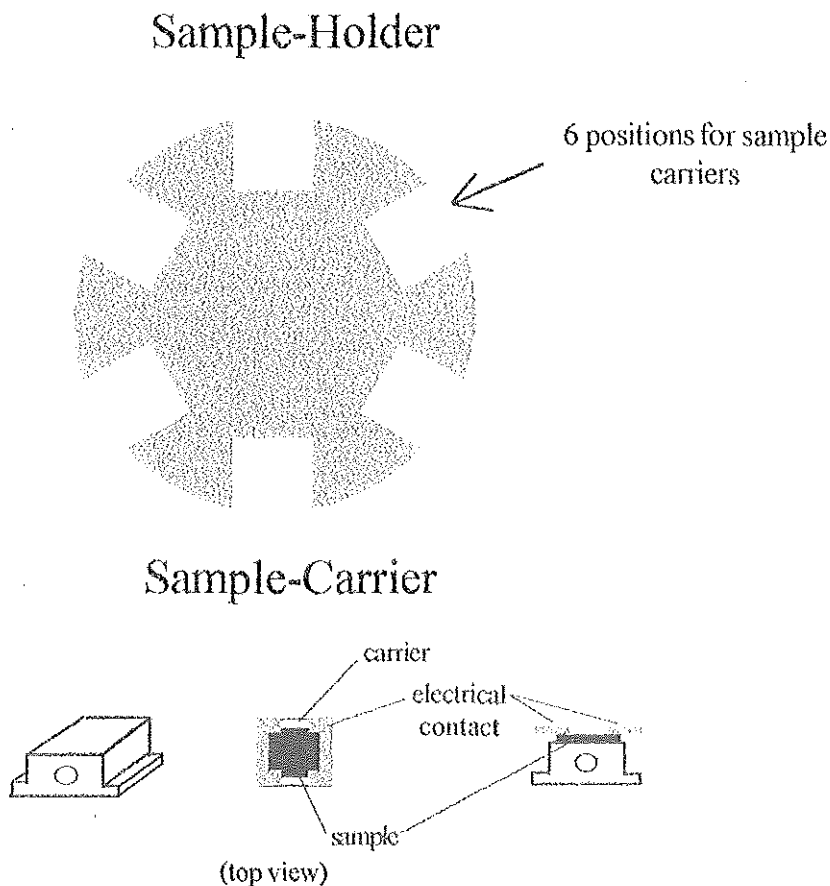 Sample-Holder
6 positions for sample
carriers
Sample-Carrier
carrier
electrical
contact
sample
(top view)